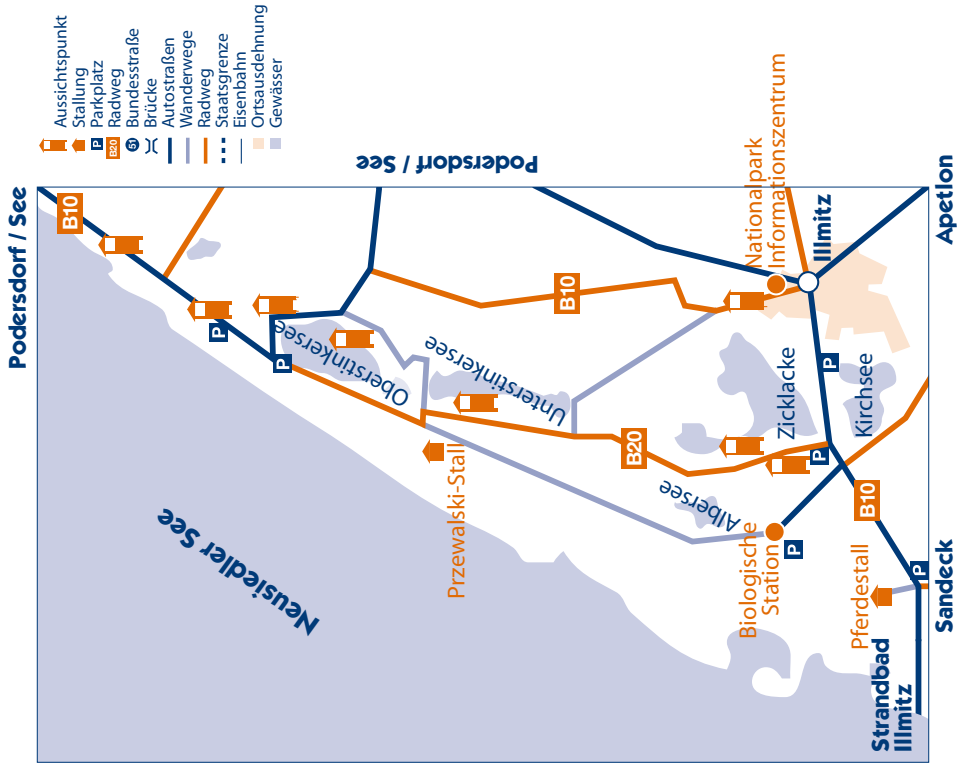 Podersdorf / See
Aussichtspunkt
Stallung
P Parkplatz
B20 Radweg
51 Bundesstraße
Brücke
Autostraßen
Wanderwege
Radweg
Staatsgrenze
Eisenbahn
Ortsausdehnung
Gewässer
B10
Podersdorf / See
P
P
Oberstinkersee
B10
Unterstinkersee
Nationalpark
Informationszentrum
Illmitz
Zicklacke
P
Kirchsee
B20
P
Przewalski-Stall
Neusiedler See
Albersee
Biologische
Station
P
B10
Pferdestall
P
Strandbad
Illmitz
Sandeck
Apetlon